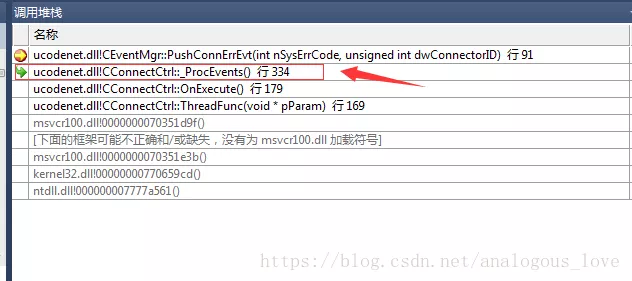 调用堆栈
名称
ucodenet.dll!CEventMgr::PushConnErrEvt(int nSysErrCode, unsigned int dwConnectorID) 行 91
ucodenet.dll!CConnectCtrl::_ProcEvents() 行 334
ucodenet.dll!CConnectCtrl::OnExecute() 行 179
ucodenet.dll!CConnectCtrl::ThreadFunc(void * pParam) 行 169
msvcr100.dll!0000000070351d9f()
[下面的框架可能不正确和/或缺失，没有为 msvcr100.dll 加载符号]
msvcr100.dll!0000000070351e3b()
kernel32.dll!00000000770659cd()
ntdll.dll!000000007777a561()
https://blog.csdn.net/analogous_love